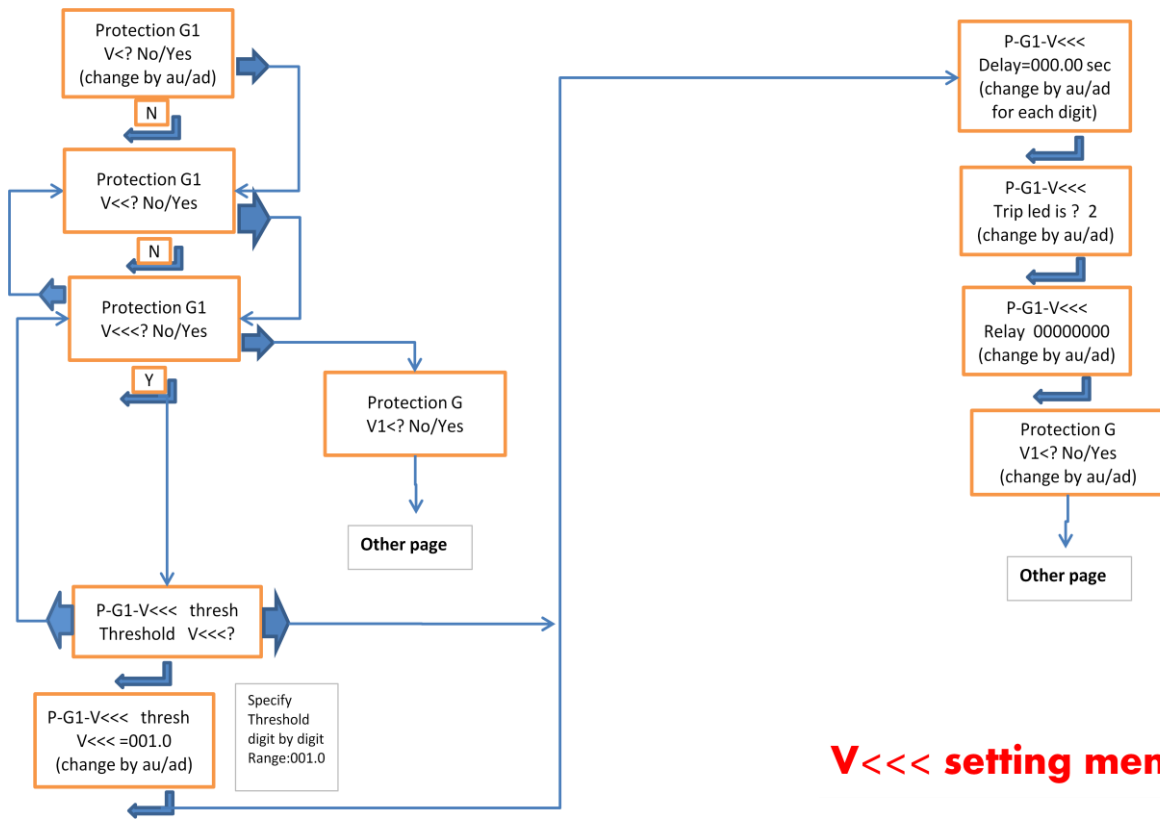 Protection G1
V<? No/Yes
(change by au/ad)
N
Protection G1
V<<? No/Yes
N
Protection G1
V<<<? No/Yes
Y
Protection G
V1<? No/Yes
Other page
P-G1-V<<< thresh
Threshold V<<<?
P-G1-V<<< thresh
V<<< =001.0
(change by au/ad)
Specify
Threshold
digit by digit
Range:001.0
P-G1-V<<<
Delay=000.00 sec
(change by au/ad
for each digit)
P-G1-V<<<
Trip led is ? 2
(change by au/ad)
P-G1-V<<<
Relay 00000000
(change by au/ad)
Protection G
V1<? No/Yes
(change by au/ad)
Other page
V<<< setting men